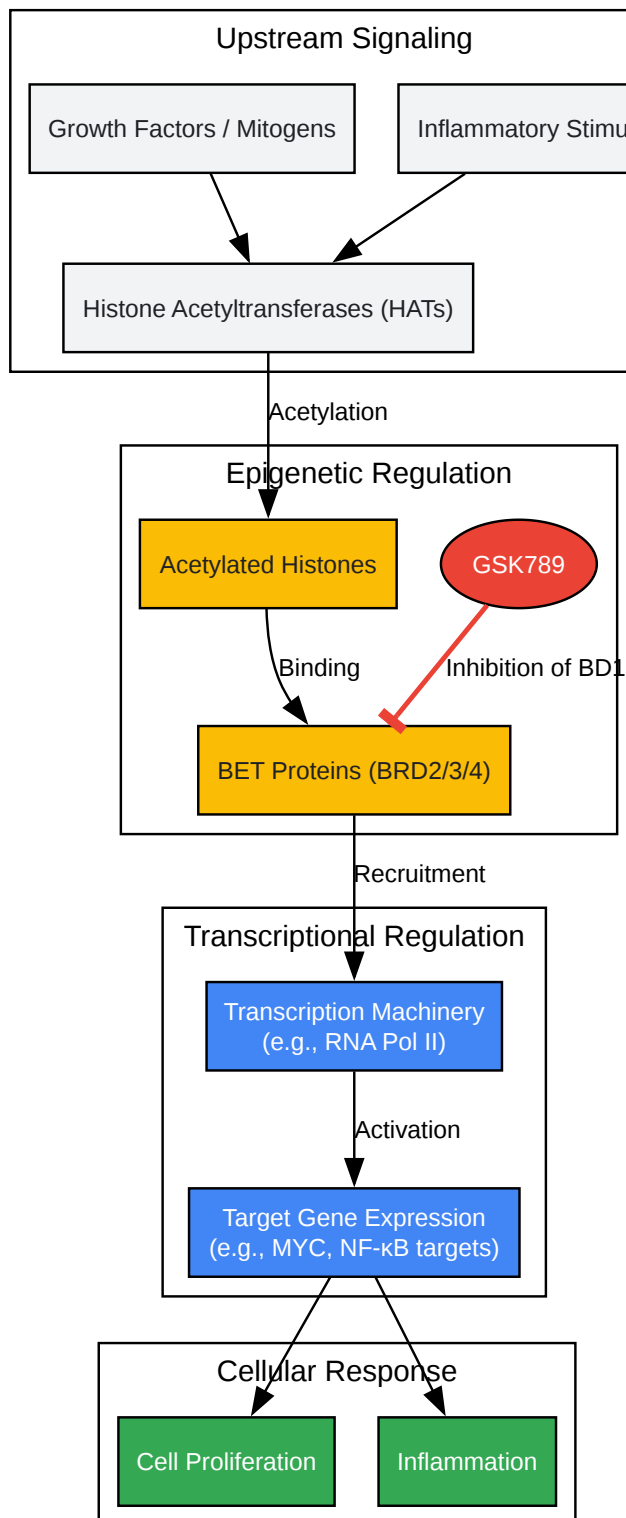 Upstream Signaling
Growth Factors / Mitogens
Inflammatory Stimu
Histone Acetyltransferases (HATs)
Acetylation
Epigenetic Regulation
Acetylated Histones
GSK789
Binding
Inhibition of BD1
BET Proteins (BRD2/3/4)
Recruitment
Transcriptional Regulation
Transcription Machinery
(e.g., RNA Pol II)
Activation
Target Gene Expression
(e.g., MYC, NF-κB targets)
Cellular Response
Cell Proliferation
Inflammation